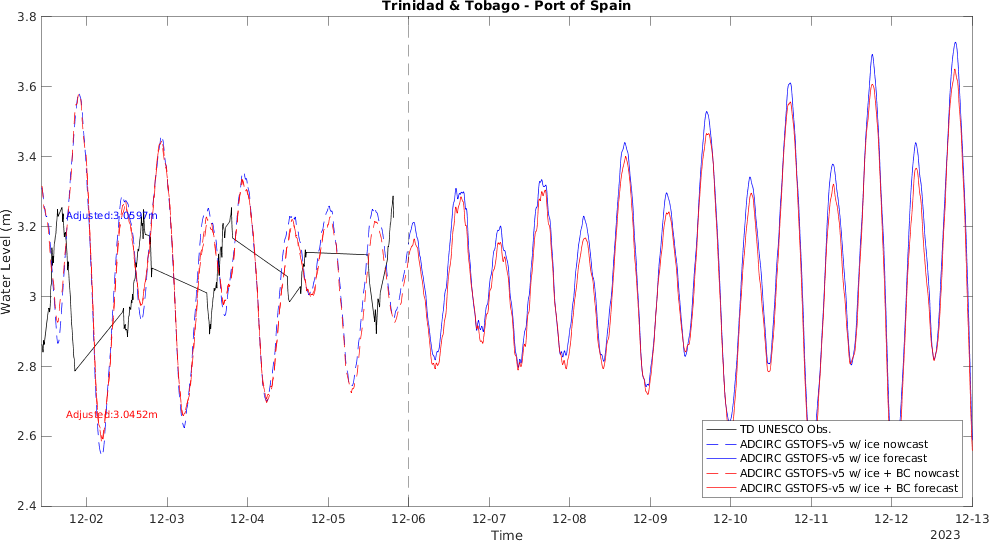 Trinidad & Tobago - Port of Spain
3.8
3.6
3.4
3.2
3
2.8
2.6
2.4
Water Level (m)
Adjusted:3.0597m
Adjusted:3.0452m
TD UNESCO Obs.
ADCIRC GSTOFS-v5 w/ ice nowcast
ADCIRC GSTOFS-v5 w/ ice forecast
ADCIRC GSTOFS-v5 w/ ice + BC nowcast
ADCIRC GSTOFS-v5 w/ ice + BC forecast
12-02 12-03 12-04 12-05 12-06 12-07 12-08 12-09 12-10 12-11 12-12 12-13
Time
2023